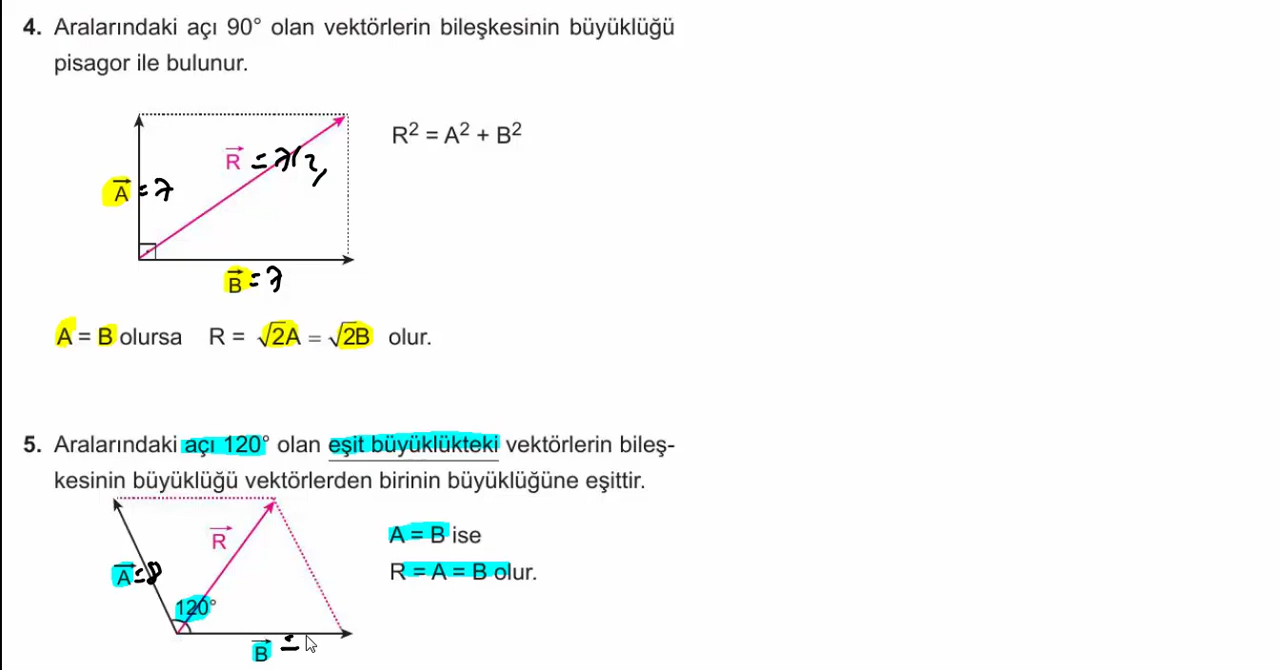 4. Aralarındaki açı 90° olan vektörlerin bileşkesinin büyüklüğü
pisagor ile bulunur.
R² = A² + B²
R = 7√2
A = 7
B = 7
A = B olursa R = √2A = √2B olur.
5. Aralarındaki açı 120° olan eşit büyüklükteki vektörlerin bileş-
kesinin büyüklüğü vektörlerden birinin büyüklüğüne eşittir.
R
A = B ise
A = 8
R = A = B olur.
120°
B =